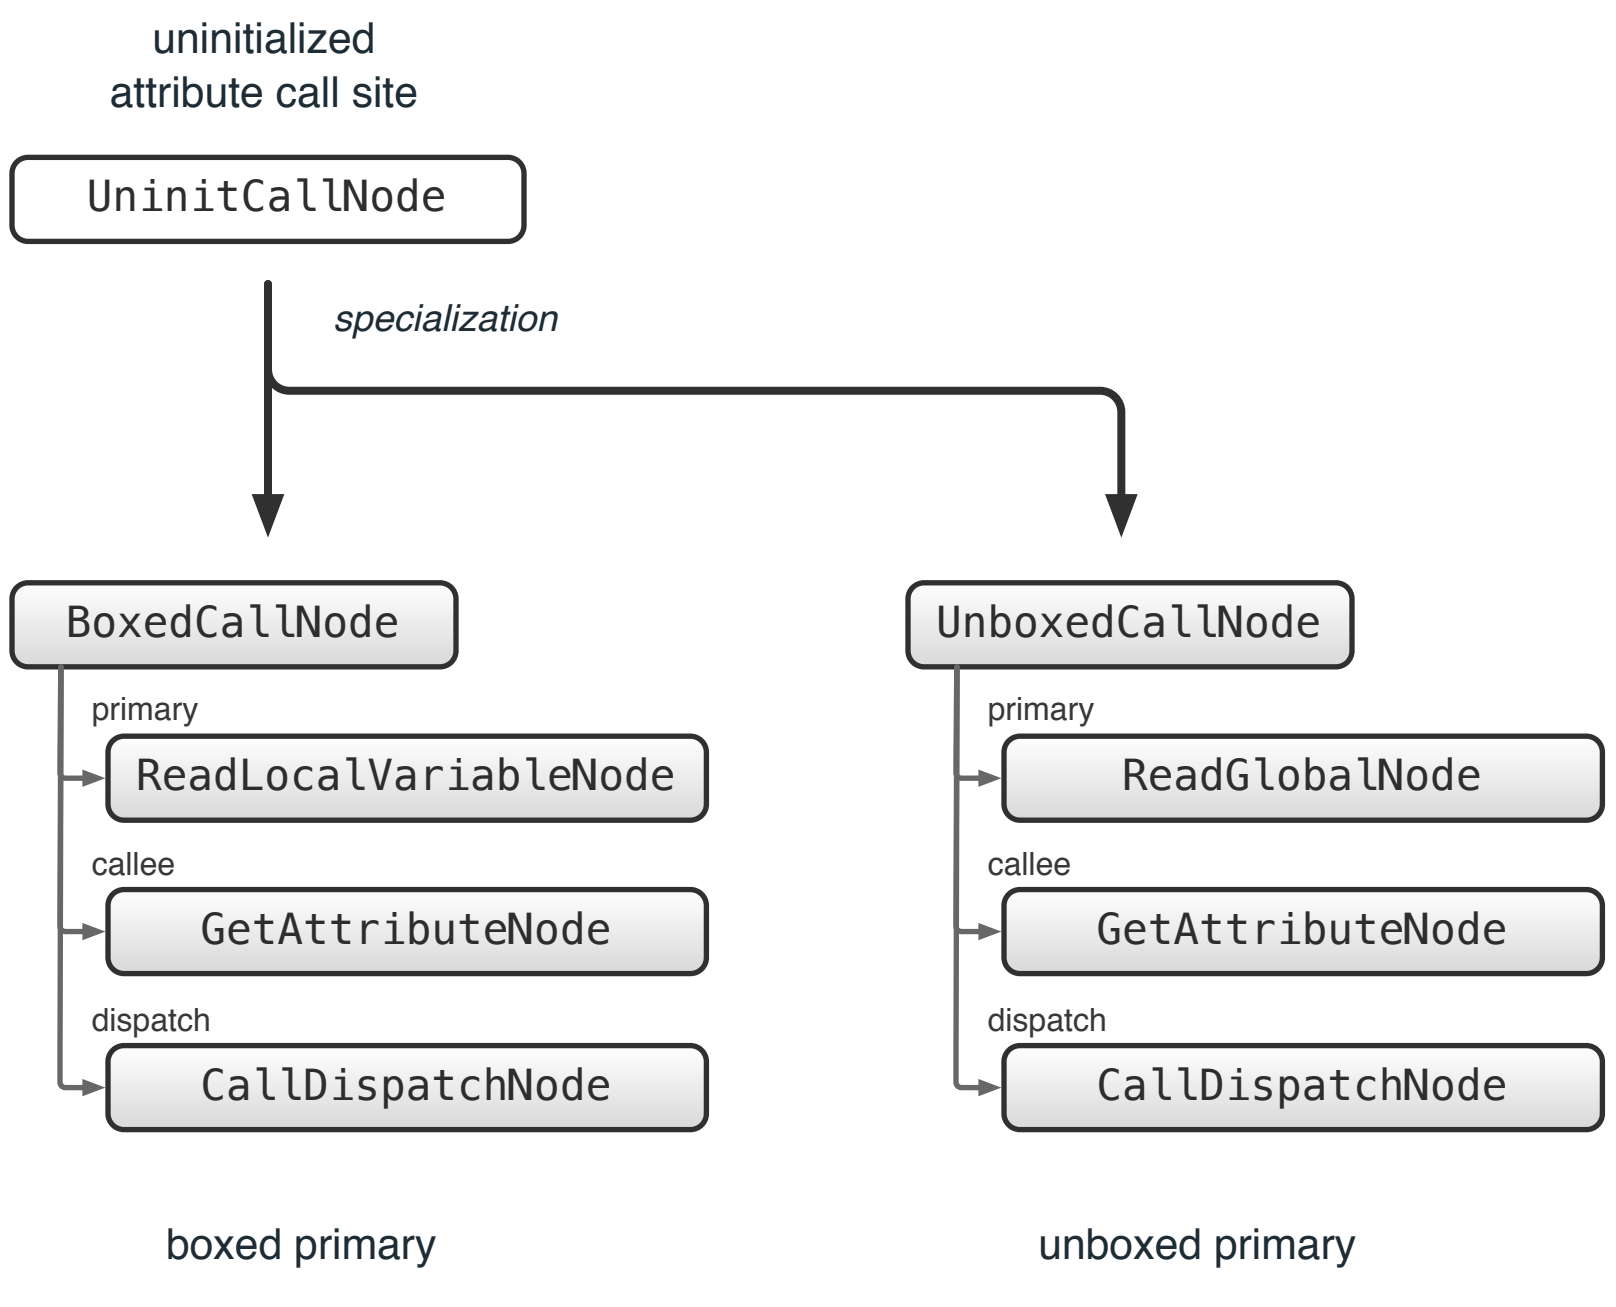 uninitialized
attribute call site
UninitCallNode
specialization
BoxedCallNode
primary
ReadLocalVariableNode
callee
GetAttributeNode
dispatch
CallDispatchNode
boxed primary
UnboxedCallNode
primary
ReadGlobalNode
callee
GetAttributeNode
dispatch
CallDispatchNode
unboxed primary